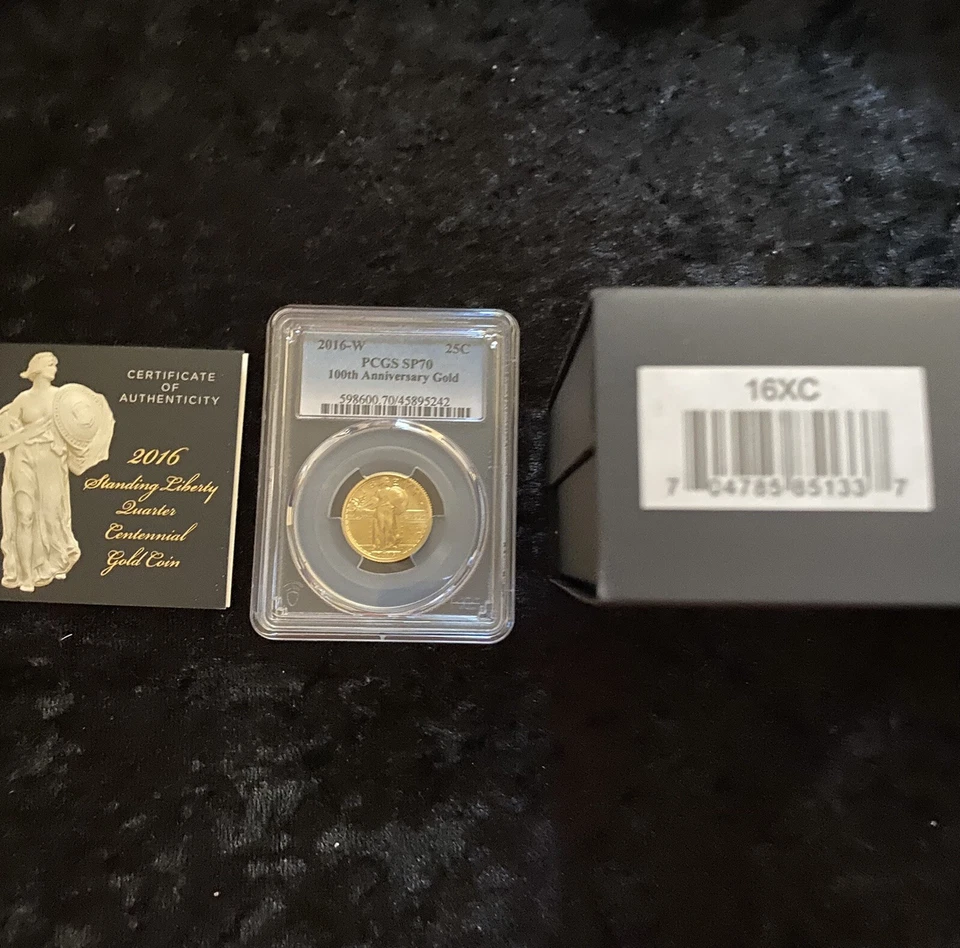 CERTIFICATE
OF
AUTHENTICITY
2016
Standing Liberty
Quarter
Centennial
Gold Coin
2016-W 25C
PCGS SP70
100th Anniversary Gold
598600.70/45895242
16XC
7 04785 85133 7